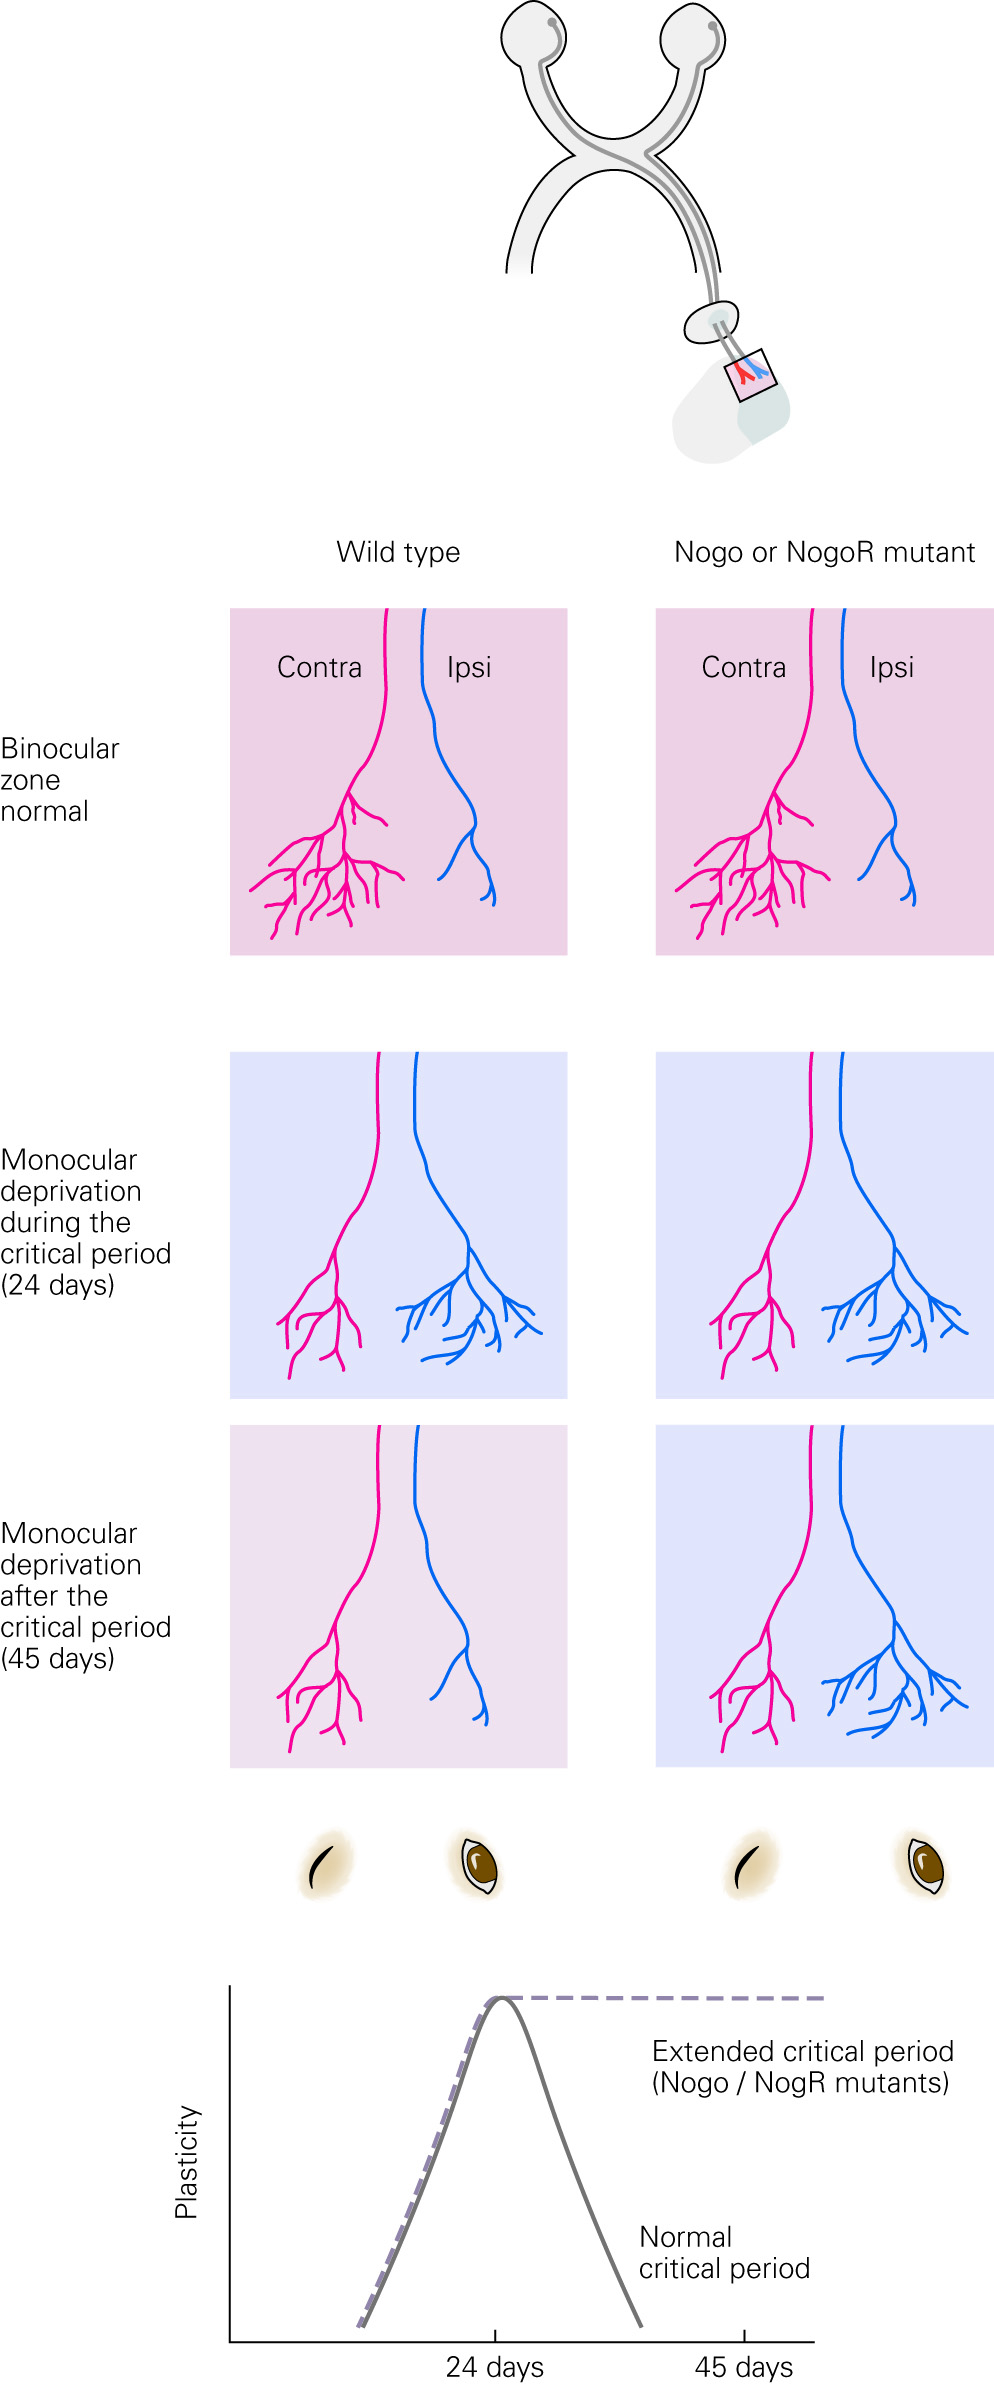 Wild type
Nogo or NogoR mutant
Contra
Ipsi
Contra
Ipsi
Binocular
zone
normal
Monocular
deprivation
during the
critical period
(24 days)
Monocular
deprivation
after the
critical period
(45 days)
Extended critical period
(Nogo / NogR mutants)
Plasticity
Normal
critical period
24 days
45 days